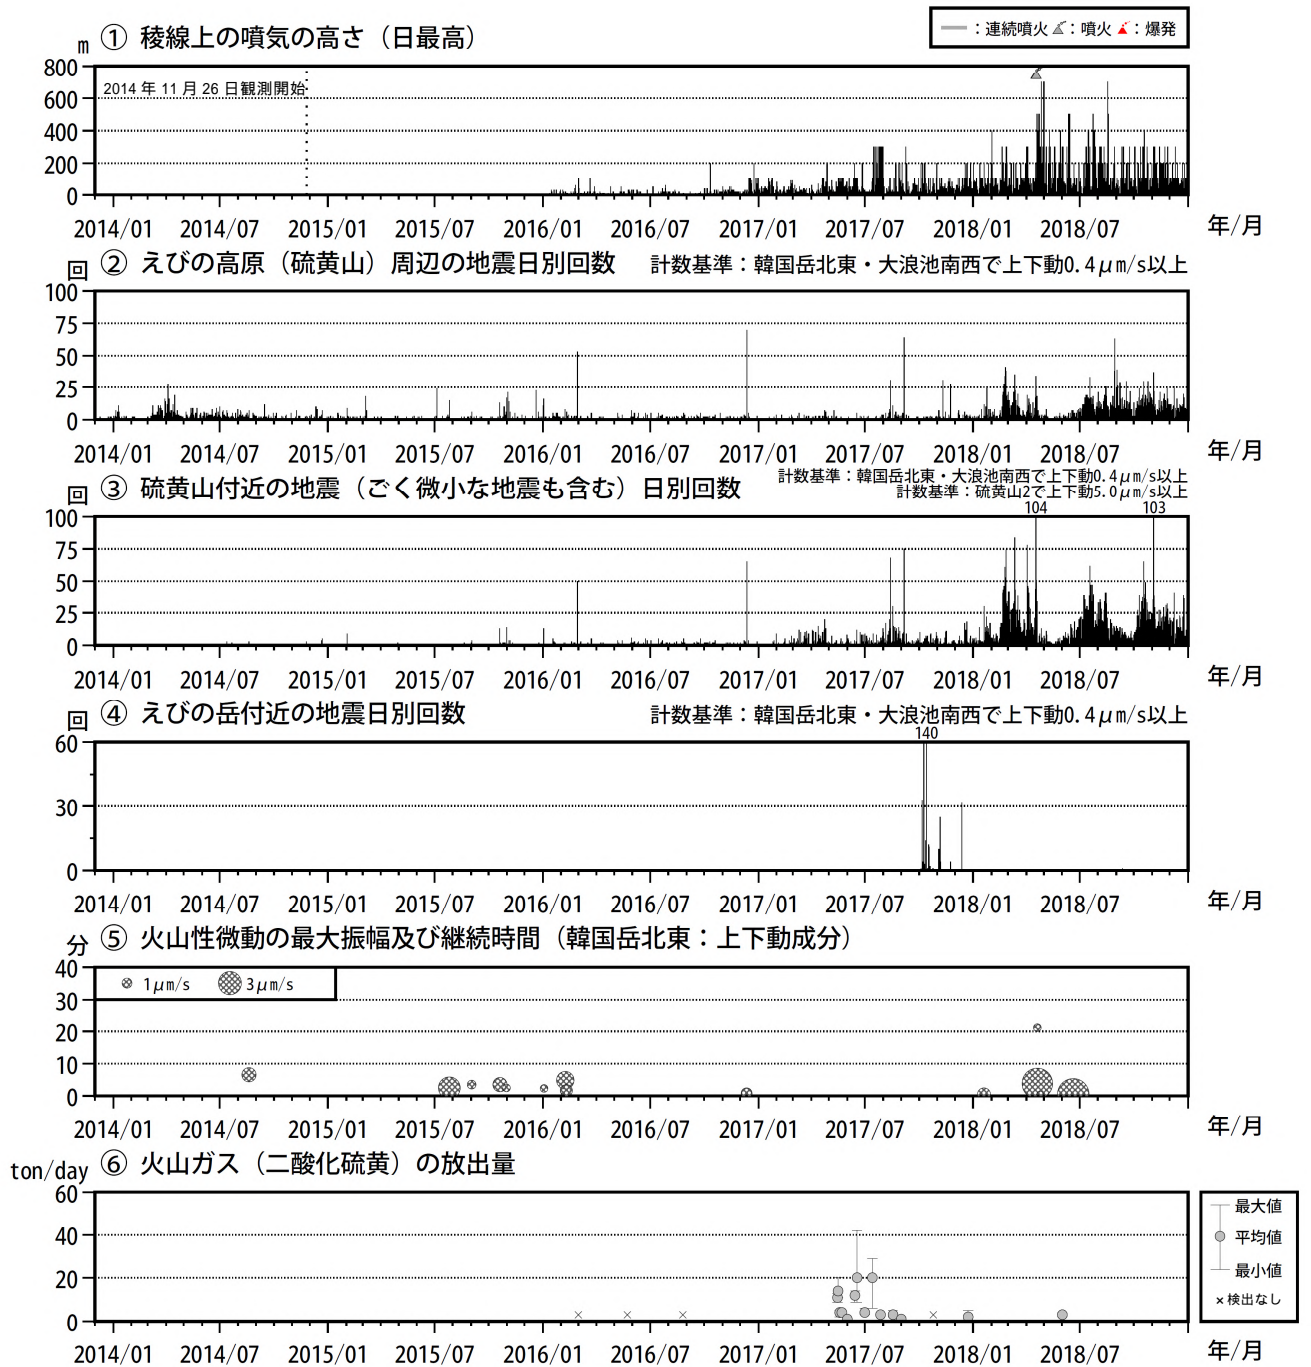 ① 稜線上の噴気の高さ（日最高）
：連続噴火 ：噴火 ：爆発
m
800
600
400
200
0
2014 年 11 月 26 日観測開始
2014/01 2014/07 2015/01 2015/07 2016/01 2016/07 2017/01 2017/07 2018/01 2018/07 年/月
② えびの高原（硫黄山）周辺の地震日別回数 計数基準：韓国岳北東・大浪池南西で上下動0.4μm/s以上
回
100
75
50
25
0
2014/01 2014/07 2015/01 2015/07 2016/01 2016/07 2017/01 2017/07 2018/01 2018/07 年/月
計数基準：韓国岳北東・大浪池南西で上下動0.4μm/s以上
③ 硫黄山付近の地震（ごく微小な地震も含む）日別回数
計数基準：硫黄山2で上下動5.0μm/s以上
回
104 103
100
75
50
25
0
2014/01 2014/07 2015/01 2015/07 2016/01 2016/07 2017/01 2017/07 2018/01 2018/07 年/月
④ えびの岳付近の地震日別回数 計数基準：韓国岳北東・大浪池南西で上下動0.4μm/s以上
回
140
60
30
0
2014/01 2014/07 2015/01 2015/07 2016/01 2016/07 2017/01 2017/07 2018/01 2018/07 年/月
⑤ 火山性微動の最大振幅及び継続時間（韓国岳北東：上下動成分）
分
40
1μm/s 3μm/s
30
20
10
0
2014/01 2014/07 2015/01 2015/07 2016/01 2016/07 2017/01 2017/07 2018/01 2018/07 年/月
⑥ 火山ガス（二酸化硫黄）の放出量
ton/day
60
40
20
0
最大値
平均値
最小値
×検出なし
2014/01 2014/07 2015/01 2015/07 2016/01 2016/07 2017/01 2017/07 2018/01 2018/07 年/月